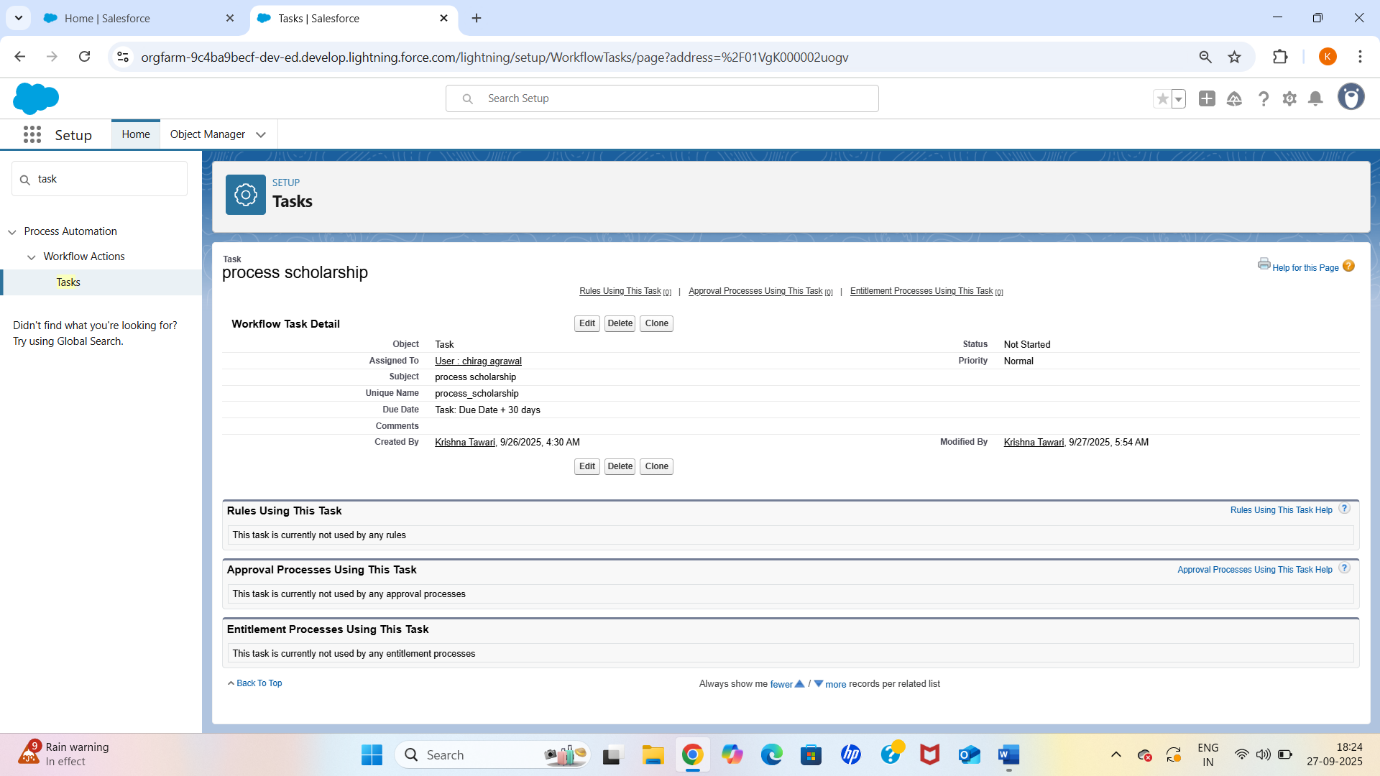 Home | Salesforce
Tasks | Salesforce
orgfarm-9c4ba9becf-dev-ed.develop.lightning.force.com/lightning/setup/WorkflowTasks/page?address=%2F01VgK000002uogv
K
Search Setup
Setup
Home
Object Manager
task
SETUP
Tasks
Process Automation
Workflow Actions
Tasks
Didn't find what you're looking for?
Try using Global Search.
Task
process scholarship
Help for this Page
Rules Using This Task [0] | Approval Processes Using This Task [0] | Entitlement Processes Using This Task [0]
Workflow Task Detail
Edit Delete Clone
Object Task Status Not Started
Assigned To User : chirag agrawal Priority Normal
Subject process scholarship
Unique Name process_scholarship
Due Date Task: Due Date + 30 days
Comments
Created By Krishna Tawari, 9/26/2025, 4:30 AM Modified By Krishna Tawari, 9/27/2025, 5:54 AM
Edit Delete Clone
Rules Using This Task Rules Using This Task Help ?
This task is currently not used by any rules
Approval Processes Using This Task Approval Processes Using This Task Help ?
This task is currently not used by any approval processes
Entitlement Processes Using This Task
This task is currently not used by any entitlement processes
Back To Top Always show me fewer / more records per related list
9 Rain warning
In effect
Search
ENG
IN
18:24
27-09-2025